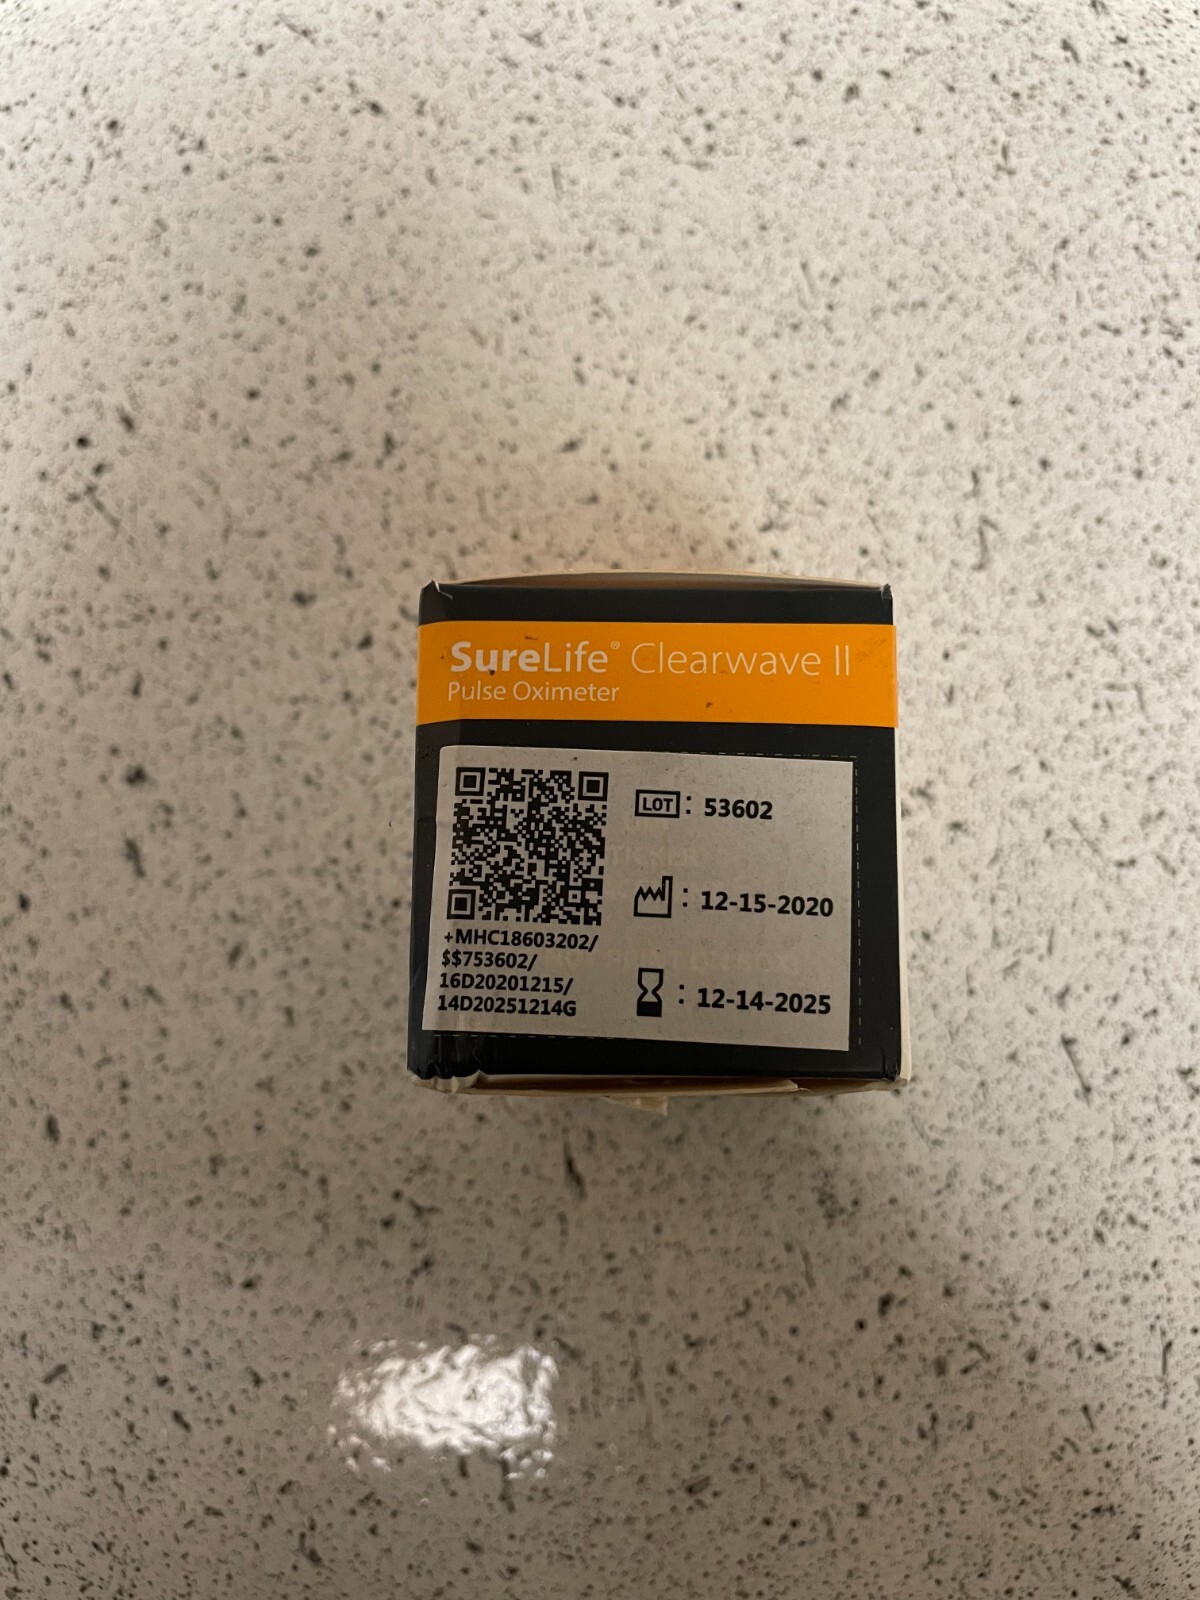 SureLife® Clearwave II
Pulse Oximeter
LOT : 53602
: 12-15-2020
: 12-14-2025
+MHC18603202/
$$753602/
16D20201215/
14D20251214G